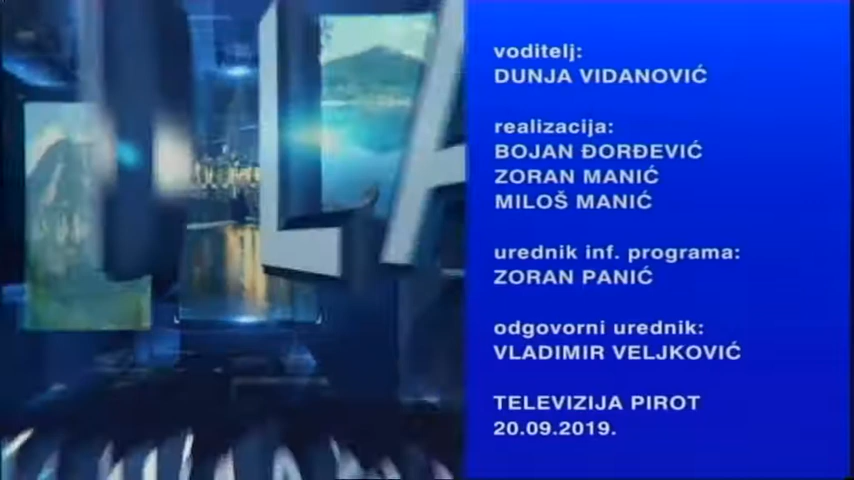 LA
voditelj:
DUNJA VIDANOVIĆ
realizacija:
BOJAN ĐORĐEVIĆ
ZORAN MANIĆ
MILOŠ MANIĆ
urednik inf. programa:
ZORAN PANIĆ
odgovorni urednik:
VLADIMIR VELJKOVIĆ
TELEVIZIJA PIROT
20.09.2019.